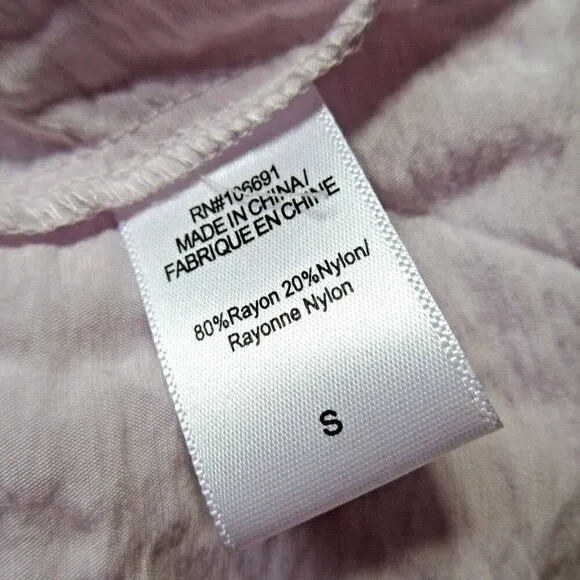 RN#106691
MADE IN CHINA/
FABRIQUE EN CHINE
80%Rayon 20%Nylon/
Rayonne Nylon
S